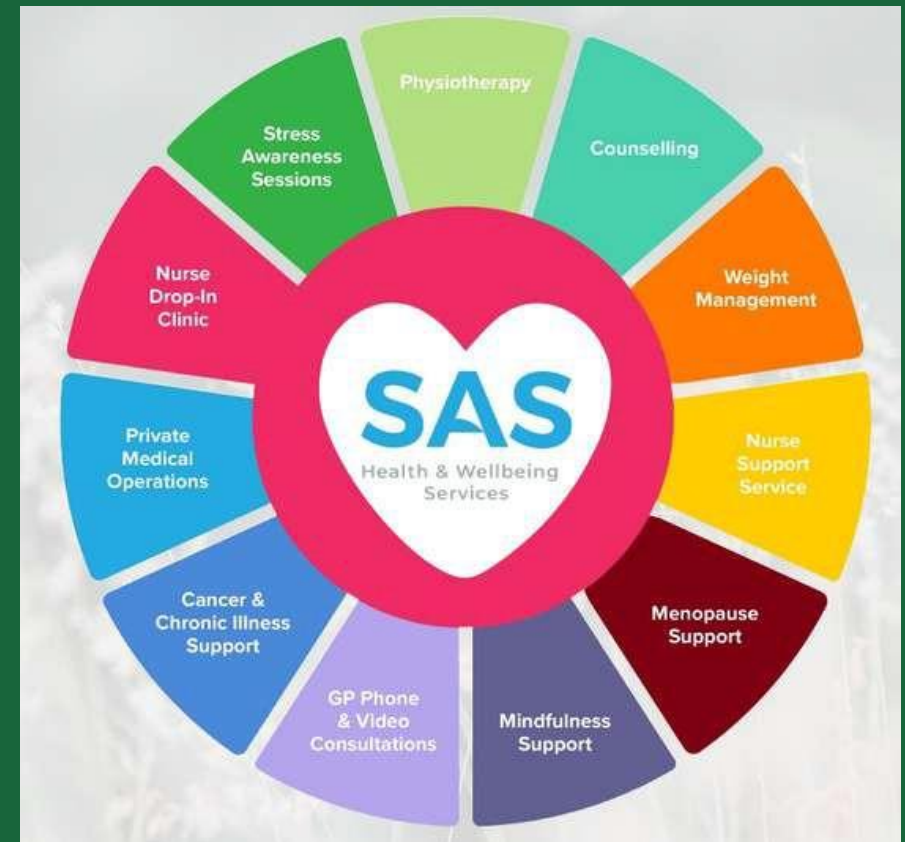 Physiotherapy
Counselling
Weight
Management
Nurse
Support
Service
Menopause
Support
Mindfulness
Support
GP Phone
& Video
Consultations
Cancer &
Chronic Illness
Support
Private
Medical
Operations
Nurse
Drop-In
Clinic
Stress
Awareness
Sessions
SAS
Health & Wellbeing
Services